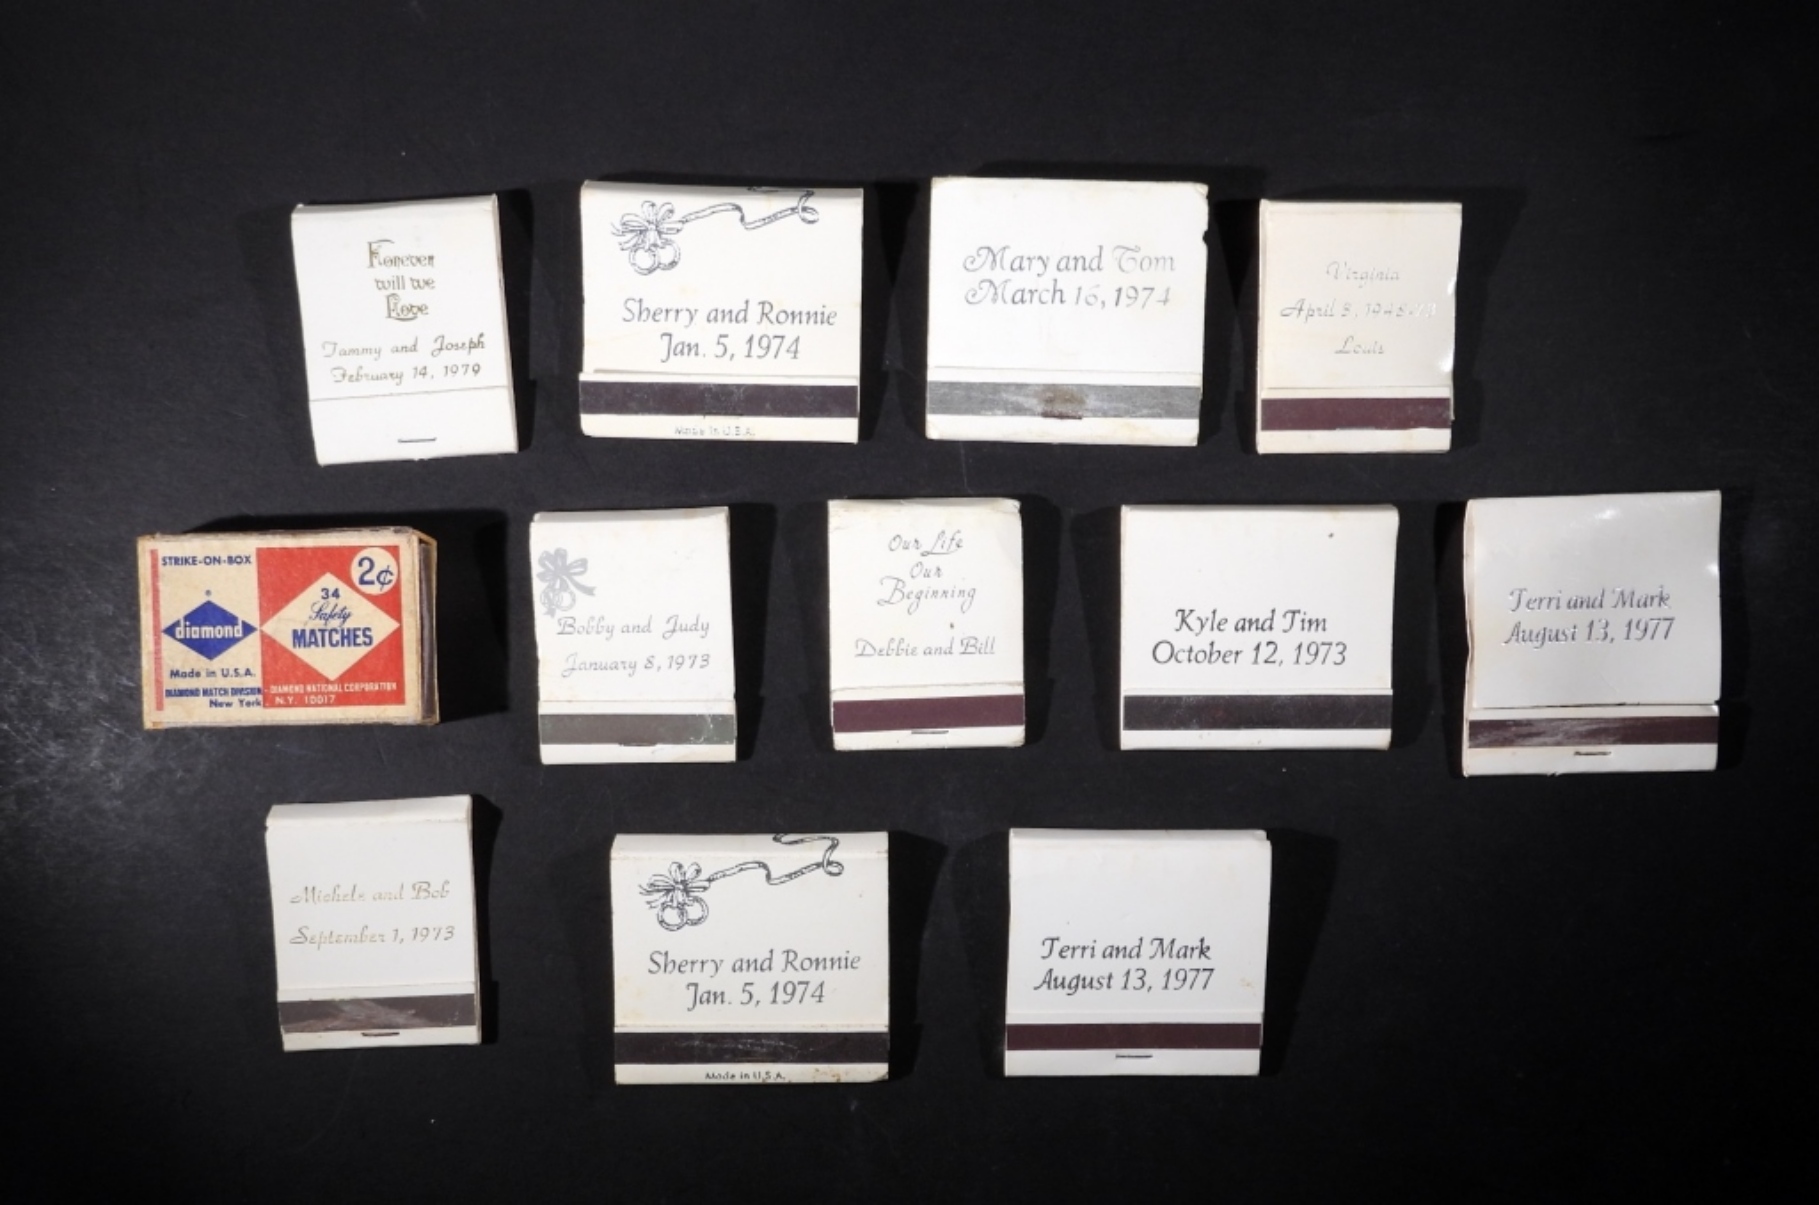 Forever
will we
Love
Tammy and Joseph
February 14, 1979
Sherry and Ronnie
Jan. 5, 1974
Made in U.S.A.
Mary and Tom
March 16, 1974
Virginia
April 3,
Louis
STRIKE-ON-BOX
2¢
®
diamond
34
Safety
MATCHES
Made in U.S.A.
DIAMOND MATCH DIVISION - DIAMOND NATIONAL CORPORATION
New York, N.Y. 10017
Bobby and Judy
January 8, 1973
Our Life
Our
Beginning
Debbie and Bill
Kyle and Tim
October 12, 1973
Terri and Mark
August 13, 1977
Michele and Bob
September 1, 1973
Sherry and Ronnie
Jan. 5, 1974
Made in U.S.A.
Terri and Mark
August 13, 1977